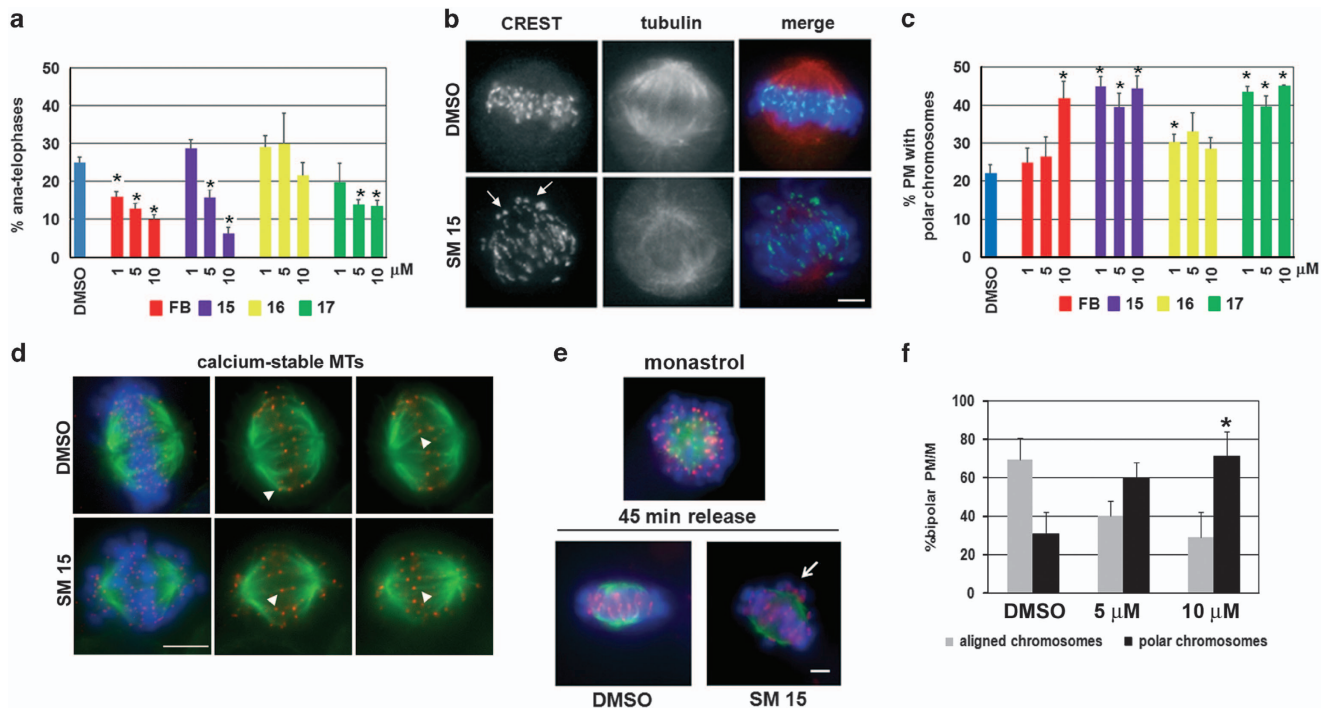 a
% ana-telophases
50
40
30
20
10
0
* * *
* *
* *
DMSO
1 5 10
1 5 10
1 5 10
1 5 10 μM
FB 15 16 17
b
CREST tubulin merge
DMSO
SM 15
c
% PM with
polar chromosomes
50
40
30
20
10
0
*
* * *
*
* * *
DMSO
1 5 10
1 5 10
1 5 10
1 5 10 μM
FB 15 16 17
d
calcium-stable MTs
DMSO
SM 15
e
monastrol
45 min release
DMSO SM 15
f
%bipolar PM/M
100
80
60
40
20
0
*
DMSO 5 μM 10 μM
aligned chromosomes polar chromosomes